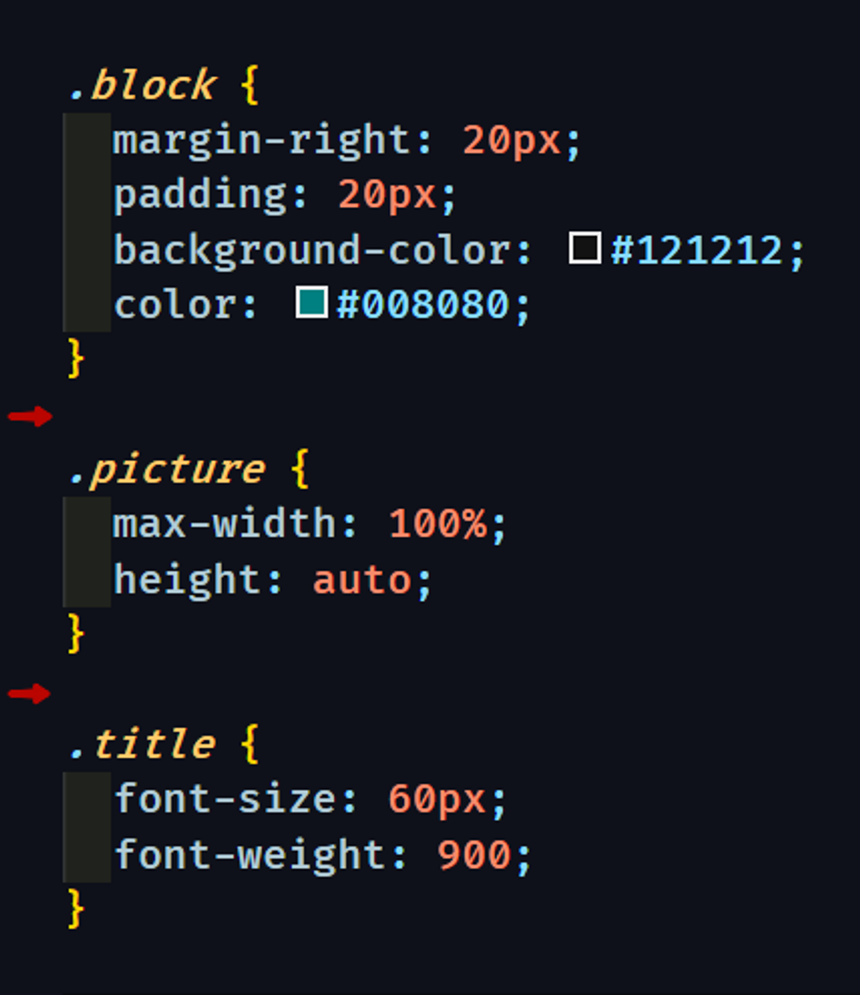 .block {
margin-right: 20px;
padding: 20px;
background-color: #121212;
color: #008080;
}
.picture {
max-width: 100%;
height: auto;
}
.title {
font-size: 60px;
font-weight: 900;
}